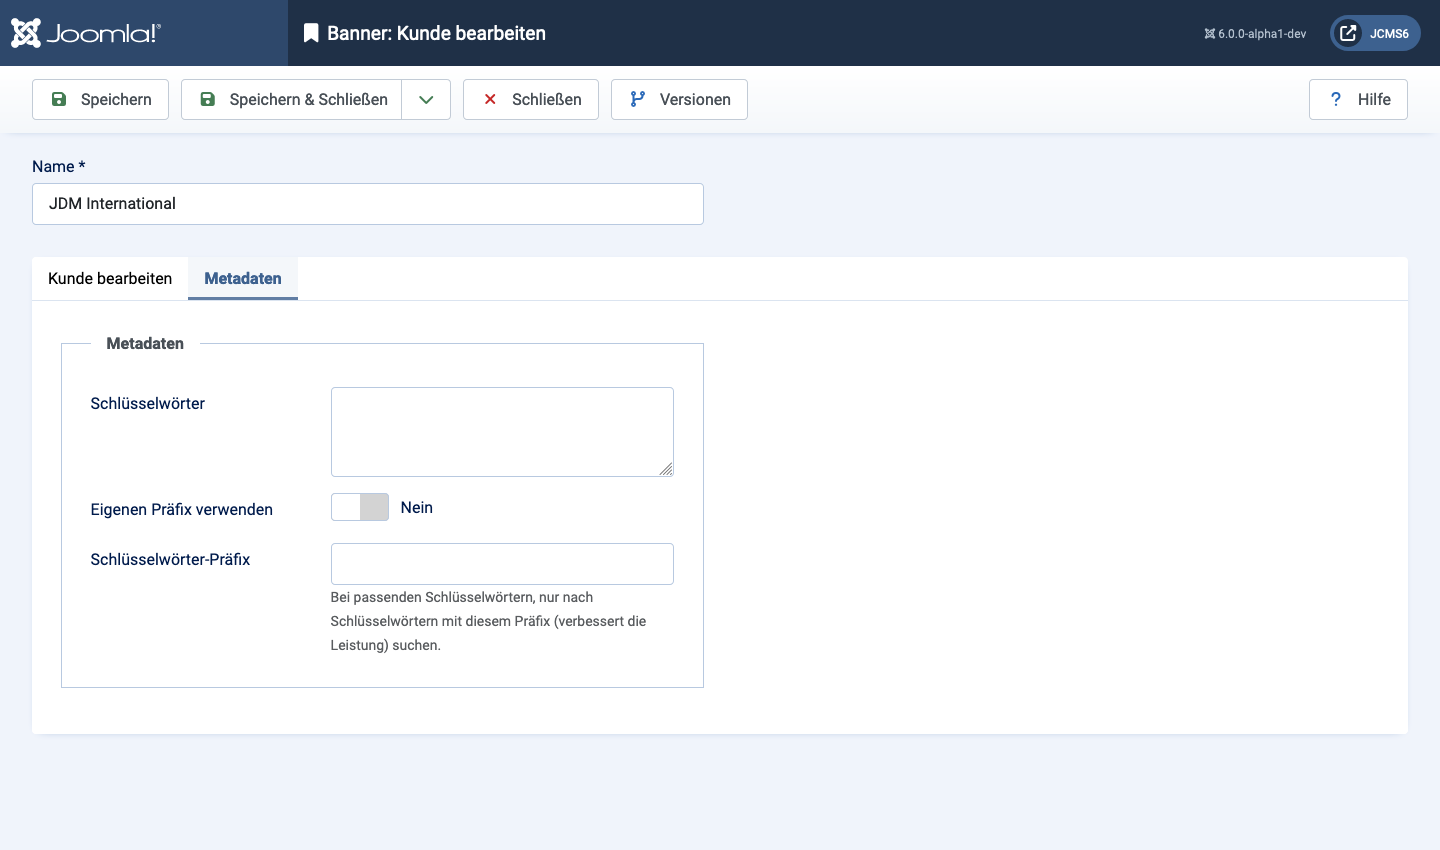 Joomla!®
Banner: Kunde bearbeiten
6.0.0-alpha1-dev
JCMS6
Speichern
Speichern & Schließen
Schließen
Versionen
Hilfe
Name *
JDM International
Kunde bearbeiten
Metadaten
Metadaten
Schlüsselwörter
Eigenen Präfix verwenden
Nein
Schlüsselwörter-Präfix
Bei passenden Schlüsselwörtern, nur nach
Schlüsselwörtern mit diesem Präfix (verbessert die
Leistung) suchen.